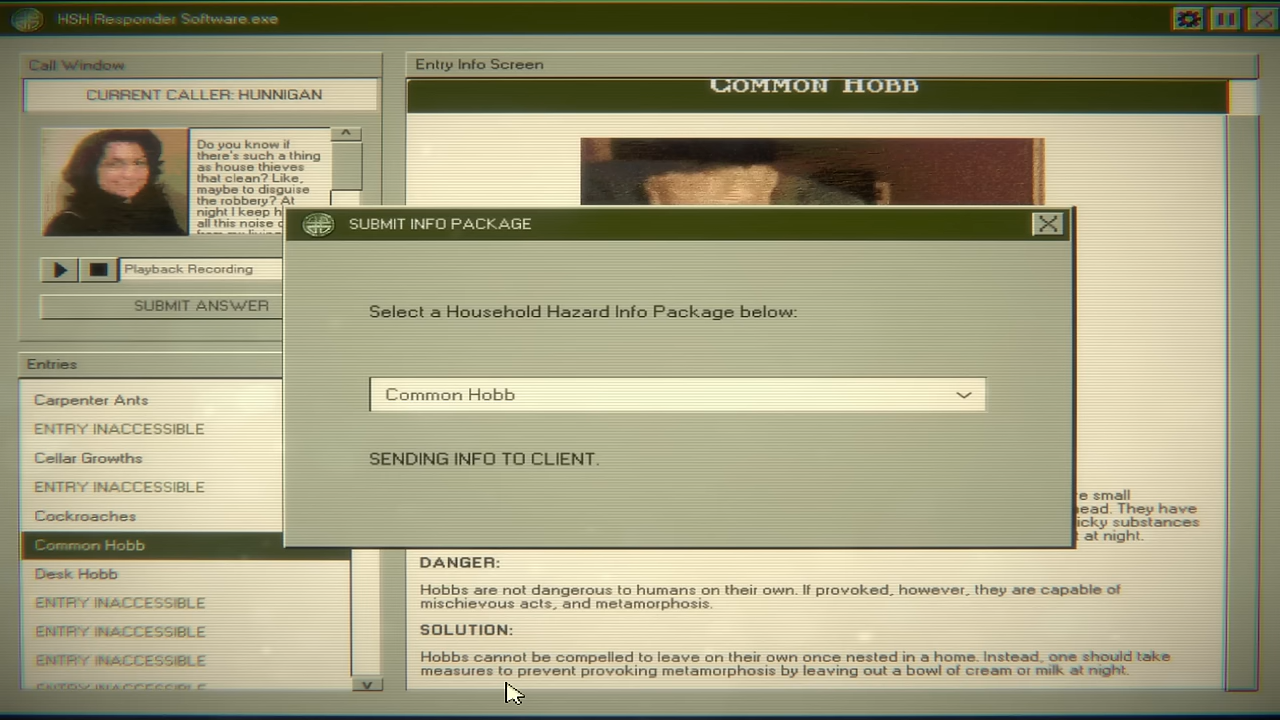 HSH Responder Software.exe
Call Window
CURRENT CALLER: HUNNIGAN
Do you know if
there's such a thing
as house thieves
that clean? Like,
maybe to disguise
the robbery? At
night I keep
all this noise
Playback Recording
SUBMIT ANSWER
Entries
Carpenter Ants
ENTRY INACCESSIBLE
Cellar Growths
ENTRY INACCESSIBLE
Cockroaches
Common Hobb
Desk Hobb
ENTRY INACCESSIBLE
ENTRY INACCESSIBLE
ENTRY INACCESSIBLE
ENTRY INACCESSIBLE
Entry Info Screen
COMMON HOBB
SUBMIT INFO PACKAGE
Select a Household Hazard Info Package below:
Common Hobb
SENDING INFO TO CLIENT.
small
They have
substances
at night.
DANGER:
Hobbs are not dangerous to humans on their own. If provoked, however, they are capable of
mischievous acts, and metamorphosis.
SOLUTION:
Hobbs cannot be compelled to leave on their own once nested in a home. Instead, one should take
measures to prevent provoking metamorphosis by leaving out a bowl of cream or milk at night.